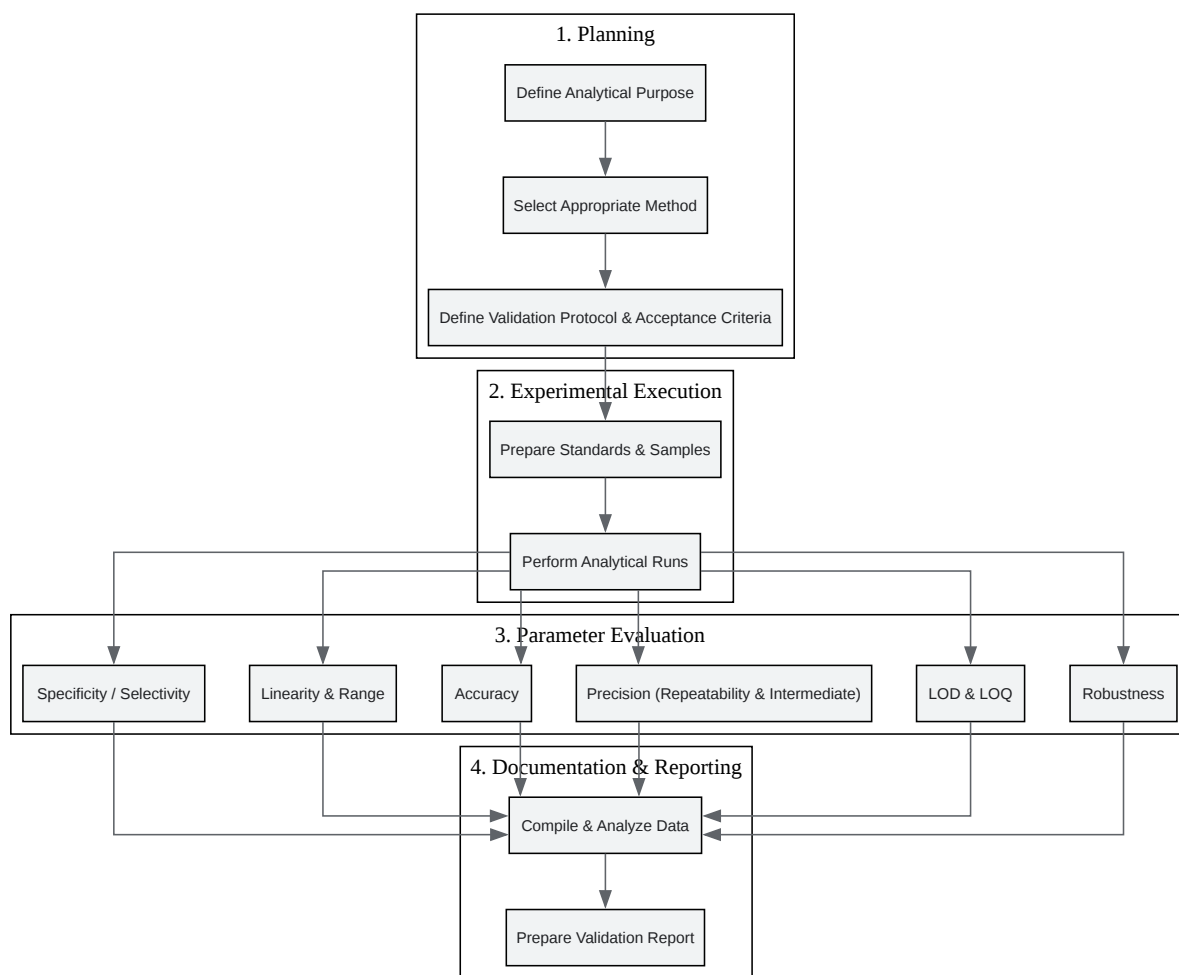 1. Planning
Define Analytical Purpose
Select Appropriate Method
Define Validation Protocol & Acceptance Criteria
2. Experimental Execution
Prepare Standards & Samples
Perform Analytical Runs
3. Parameter Evaluation
Specificity / Selectivity
Linearity & Range
Accuracy
Precision (Repeatability & Intermediate)
LOD & LOQ
Robustness
4. Documentation & Reporting
Compile & Analyze Data
Prepare Validation Report